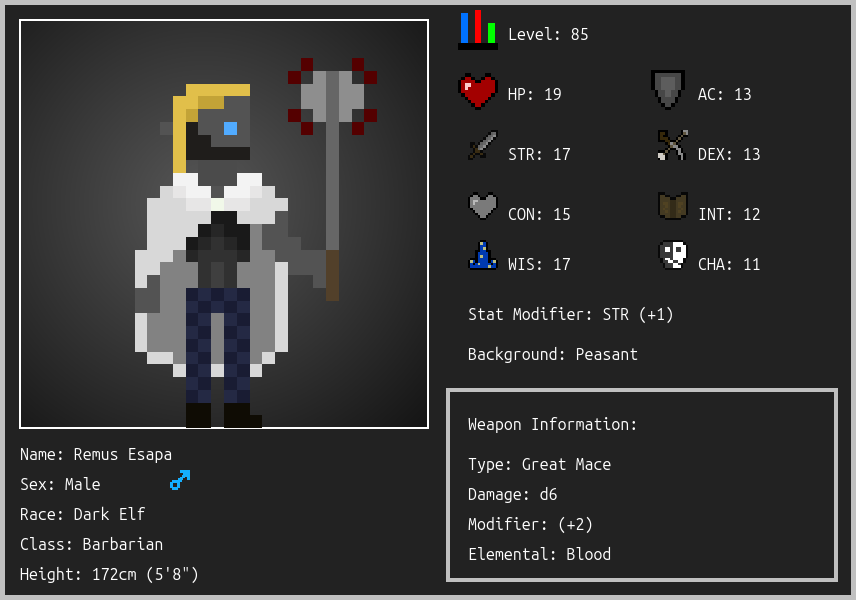 Level: 85
HP: 19
AC: 13
STR: 17
DEX: 13
CON: 15
INT: 12
WIS: 17
CHA: 11
Stat Modifier: STR (+1)
Background: Peasant
Weapon Information:
Type: Great Mace
Damage: d6
Modifier: (+2)
Elemental: Blood
Name: Remus Esapa
Sex: Male
Race: Dark Elf
Class: Barbarian
Height: 172cm (5'8")